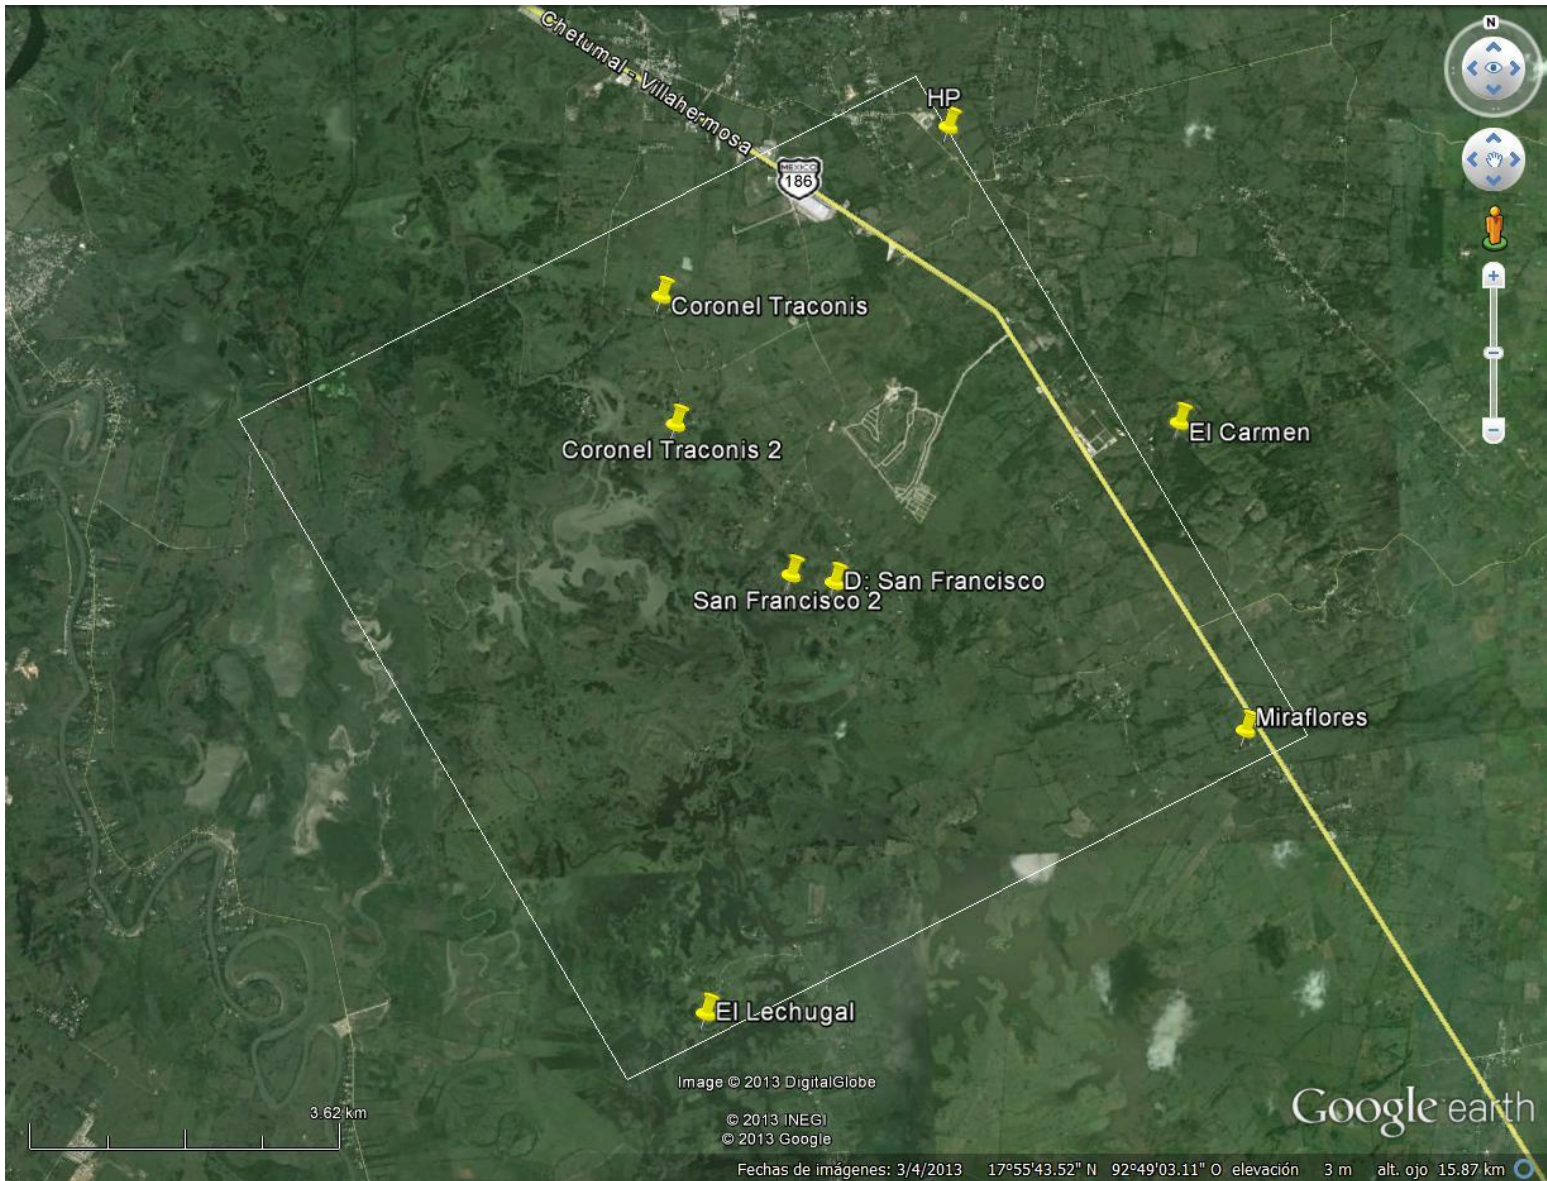 Chetumal - Villahermosa
N
HP
MEXICO
186
Coronel Traconis
El Carmen
Coronel Traconis 2
D: San Francisco
San Francisco 2
Miraflores
El Lechugal
Image © 2013 DigitalGlobe
3.62 km
© 2013 INEGI
© 2013 Google
Google earth
Fechas de imágenes: 3/4/2013 17°55'43.52" N 92°49'03.11" O elevación 3 m alt. ojo 15.87 km